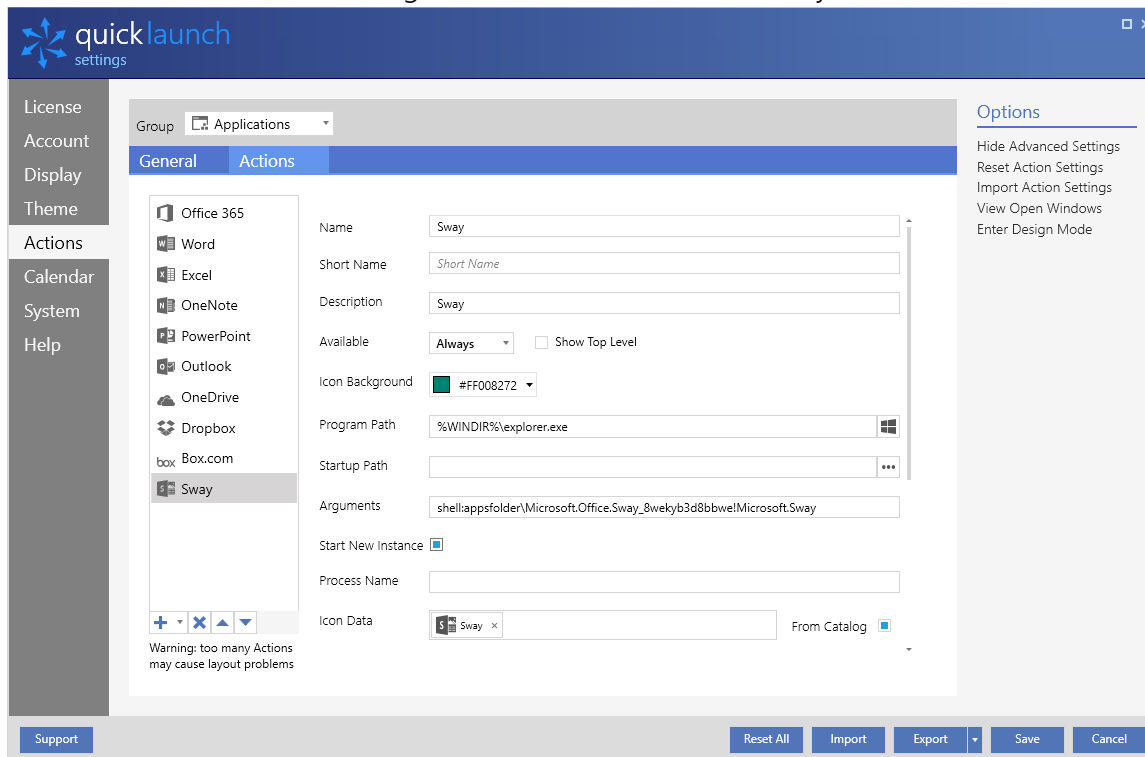 quicklaunch
settings
License
Account
Display
Theme
Actions
Calendar
System
Help
Group Applications
General Actions
Office 365
Word
Excel
OneNote
PowerPoint
Outlook
OneDrive
Dropbox
box Box.com
Sway
Warning: too many Actions
may cause layout problems
Name Sway
Short Name Short Name
Description Sway
Available Always Show Top Level
Icon Background #FF008272
Program Path %WINDIR%\explorer.exe
Startup Path
Arguments shell:appsfolder\Microsoft.Office.Sway_8wekyb3d8bbwe!Microsoft.Sway
Start New Instance
Process Name
Icon Data Sway × From Catalog
Options
Hide Advanced Settings
Reset Action Settings
Import Action Settings
View Open Windows
Enter Design Mode
Support Reset All Import Export Save Cancel